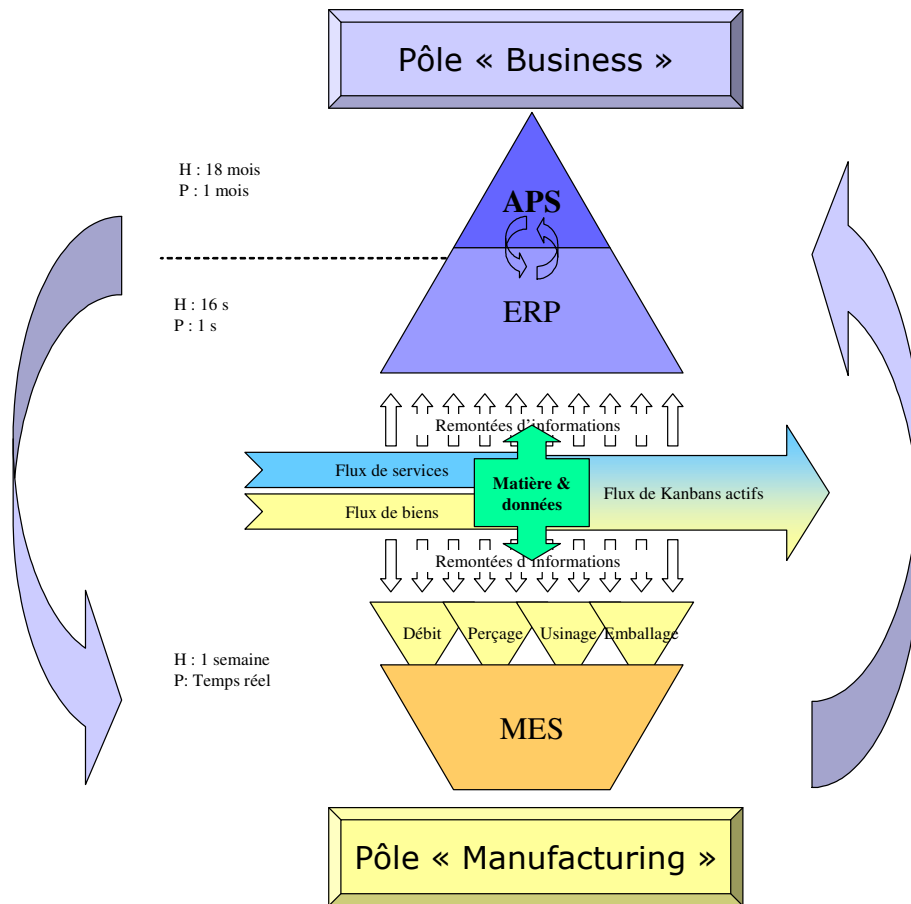 Pôle « Business »
H : 18 mois
P : 1 mois
APS
H : 16 s
P : 1 s
ERP
Remontées d’informations
Flux de services
Matière &
données
Flux de Kanbans actifs
Flux de biens
Remontées d’informations
Débit
Perçage
Usinage
Emballage
H : 1 semaine
P: Temps réel
MES
Pôle « Manufacturing »